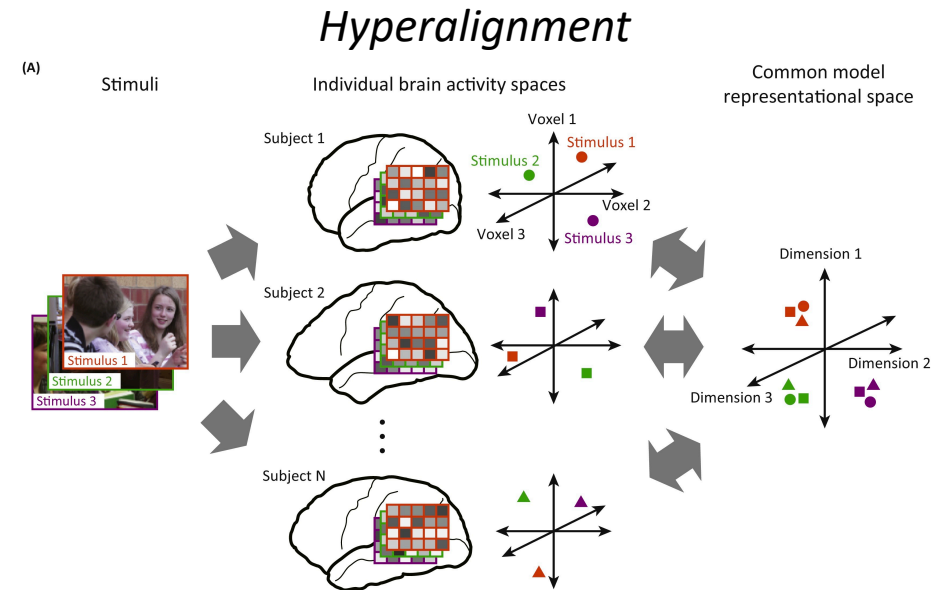 Hyperalignment
(A)
Stimuli
Individual brain activity spaces
Common model
representational space
Subject 1
Voxel 1
Stimulus 1
Stimulus 2
Voxel 2
Voxel 3
Stimulus 3
Subject 2
Stimulus 1
Stimulus 2
Stimulus 3
Dimension 1
Dimension 2
Dimension 3
Subject N